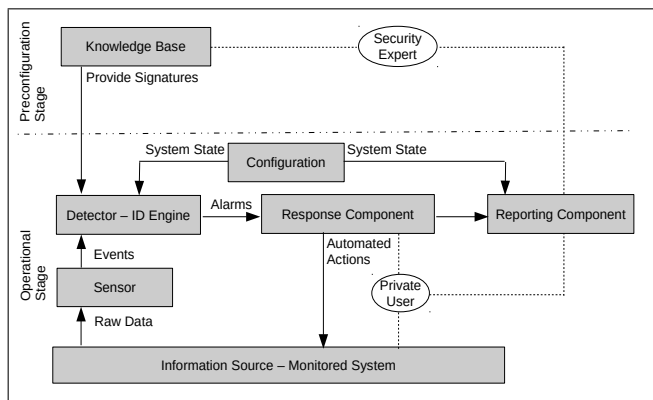 Preconfiguration
Stage
Knowledge Base
Security
Expert
Provide Signatures
System State
Configuration
System State
Detector – ID Engine
Alarms
Response Component
Reporting Component
Operational
Stage
Events
Automated
Actions
Sensor
Private
User
Raw Data
Information Source – Monitored System